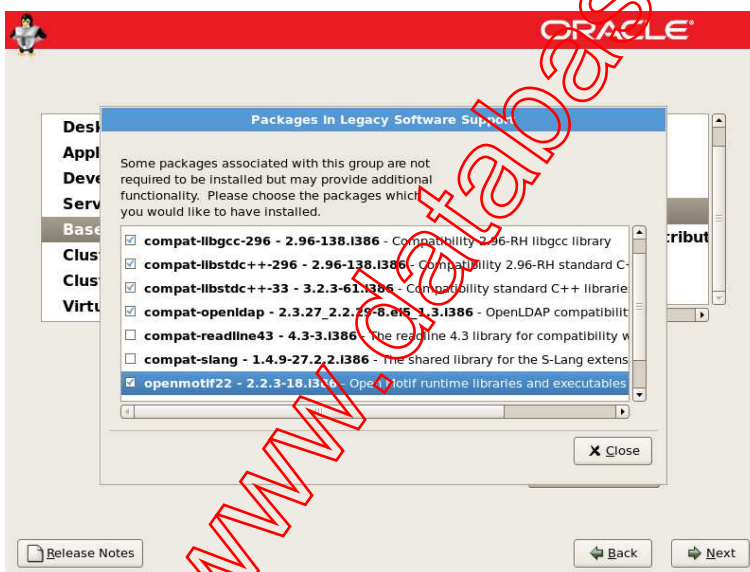 ORACLE
Packages in Legacy Software Support
Desk
Appl
Deve
Serv
Base
Clus
Clus
Virtu
tribut
Some packages associated with this group are not
required to be installed but may provide additional
functionality. Please choose the packages which
you would like to have installed.
compat-libgcc-296 - 2.96-138.i386 - Compatibility 2.96-RH libgcc library
compat-libstdc++-296 - 2.96-138.i386 - Compatibility 2.96-RH standard C-
compat-libstdc++-33 - 3.2.3-61.i386 - Compatibility standard C++ librarie
compat-openldap - 2.3.27_2.2.29-8.el5_1.3.i386 - OpenLDAP compatibilit
compat-readline43 - 4.3-3.i386 - The readline 4.3 library for compatibility w
compat-slang - 1.4.9-27.2.2.i386 - The shared library for the S-Lang extens
openmotif22 - 2.2.3-18.i386 - Open Motif runtime libraries and executables
Close
Release Notes
Back
Next
www.databas